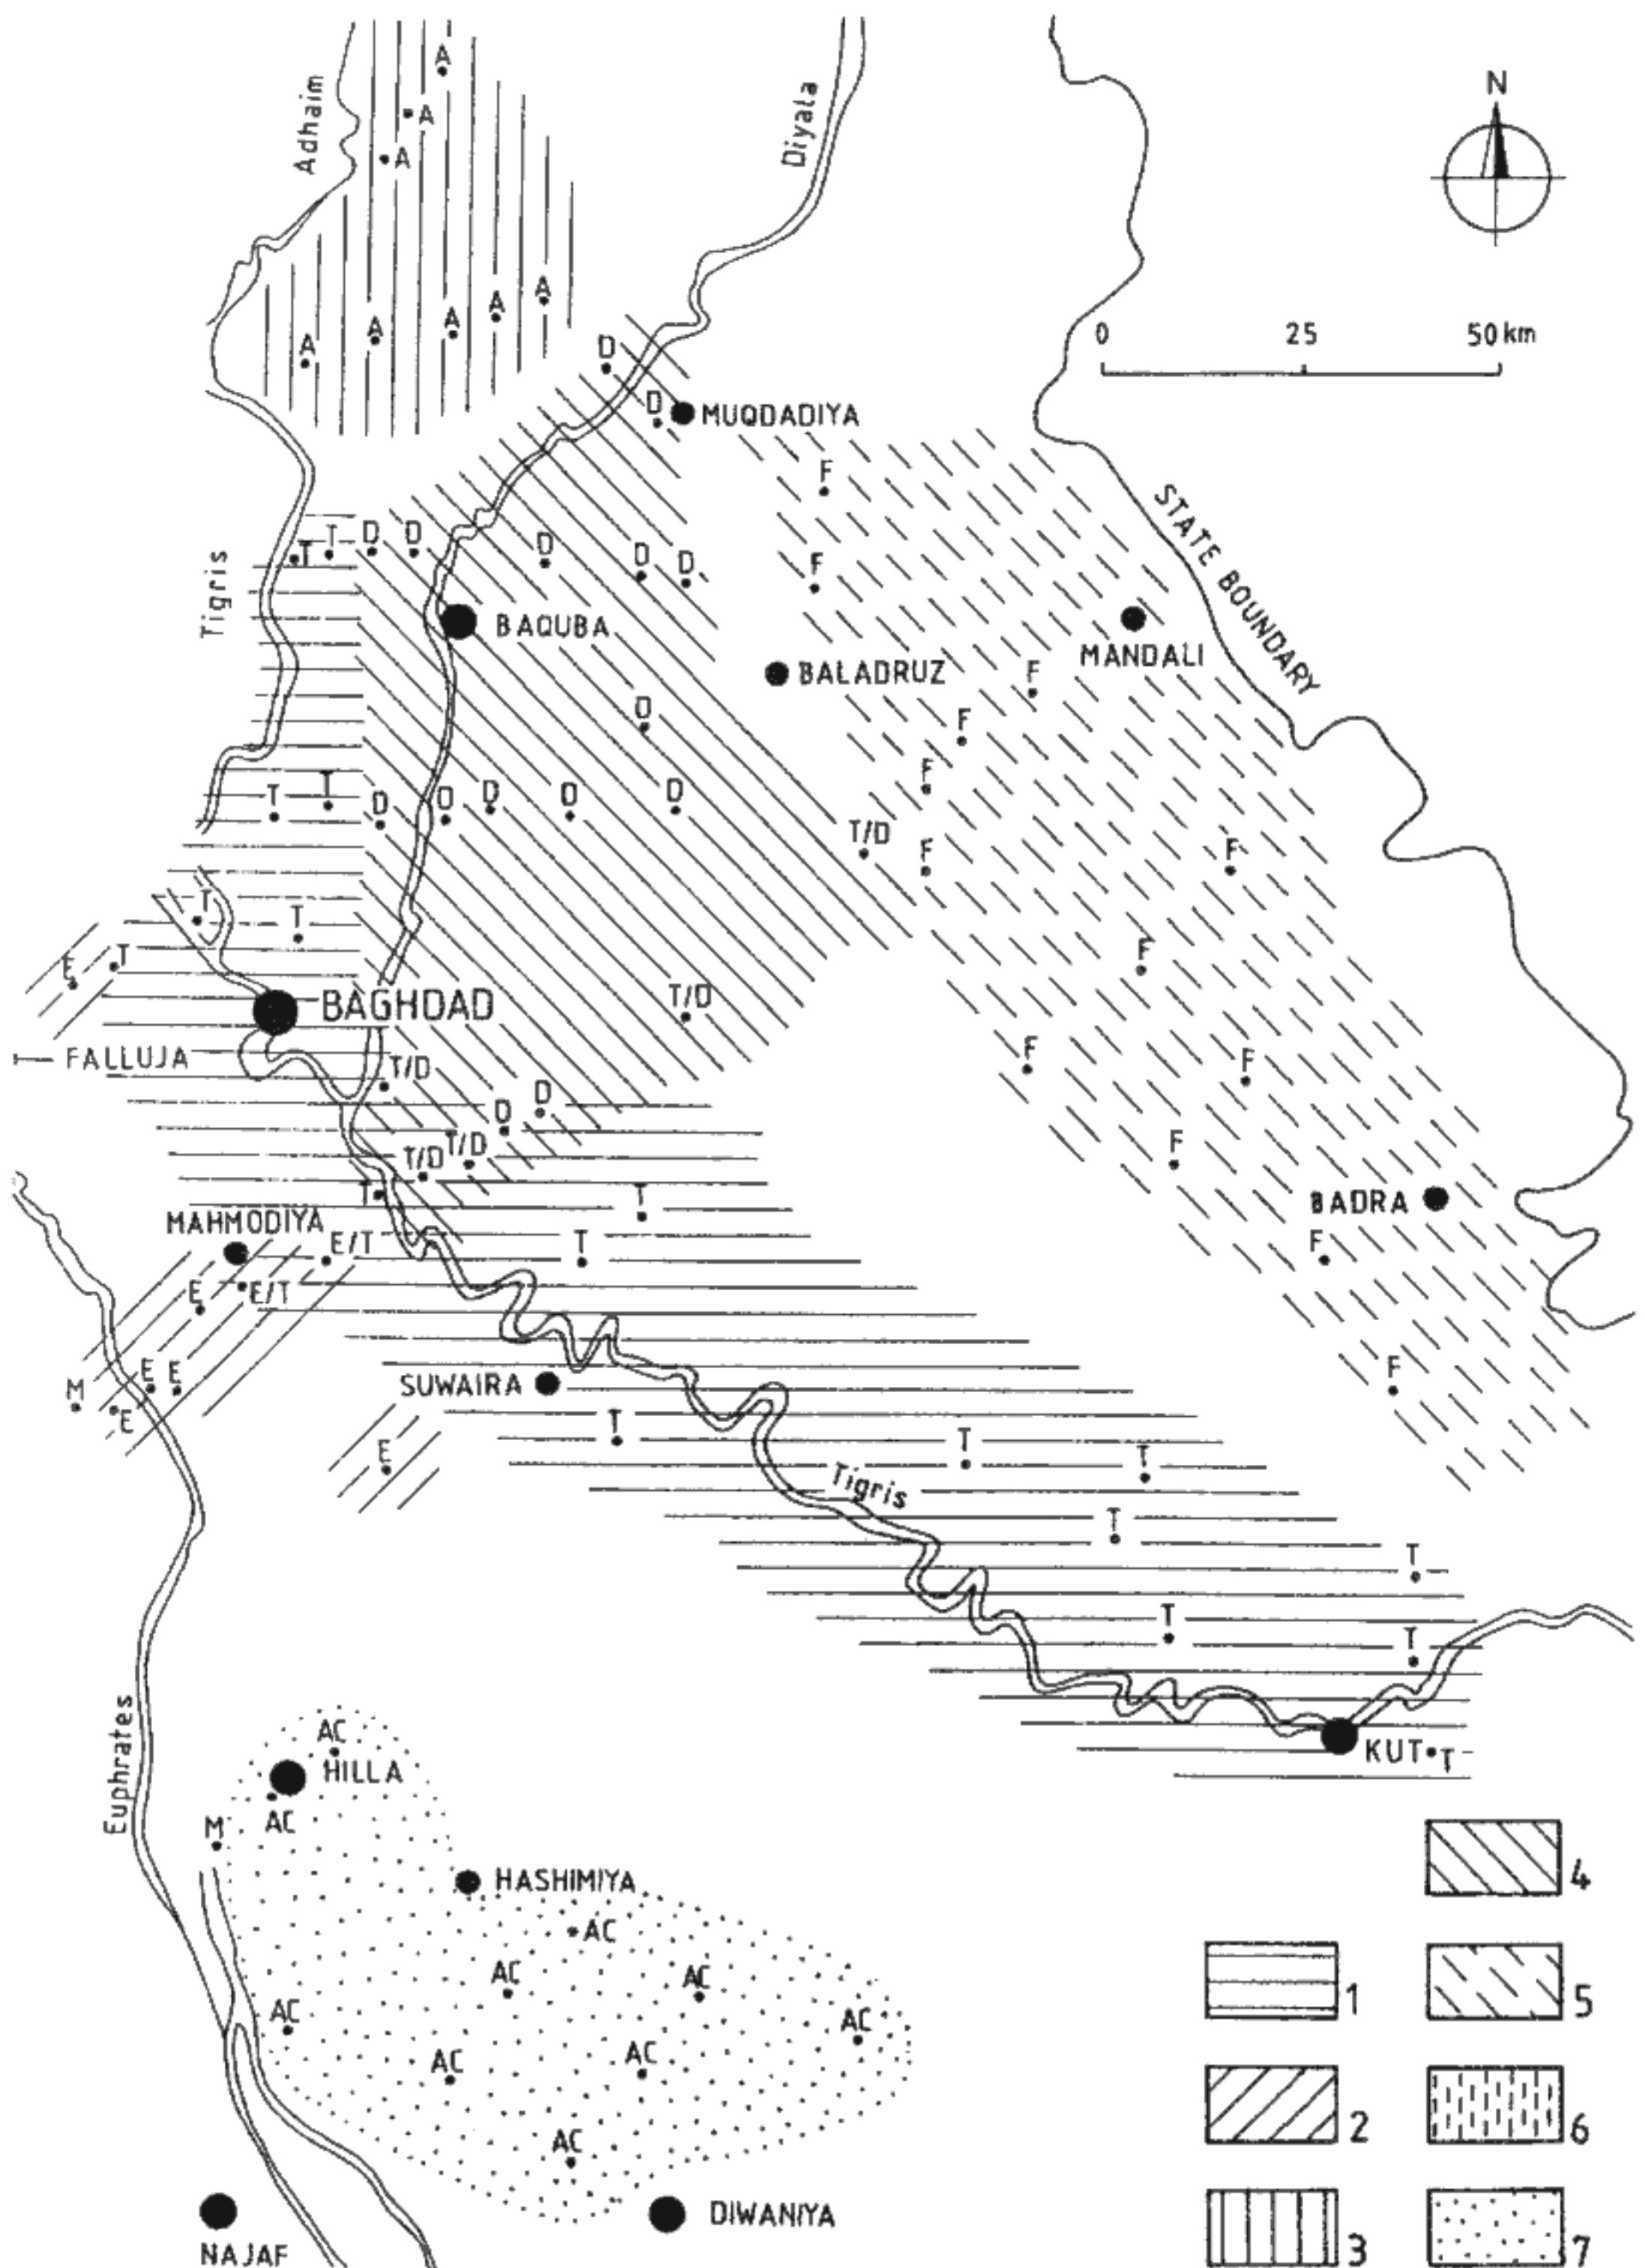 A
Adhaim
Diyala
N
A
A
A
A
A
A
A
0 25 50 km
D
D
MUQDADIYA
F
STATE BOUNDARY
Tigris
T
T
D
D
D
D
D
F
BAQUBA
MANDALI
BALADRUZ
F
D
F
F
T
T
D
D
D
D
D
T/D
F
F
T
T
E
T
F
BAGHDAD
T/D
FALLUJA
T/D
F
F
D
D
T/D
T/D
F
T
T
BADRA
MAHMODIYA
E/T
T
F
E
E/T
M
E
E
E
SUWAIRA
F
T
E
T
T
Tigris
T
T
T
T
Euphrates
AC
HILLA
KUT
T
AC
M
4
HASHIMIYA
AC
AC
AC
1
5
AC
AC
AC
AC
2
6
AC
NAJAF
DIWANIYA
3
7